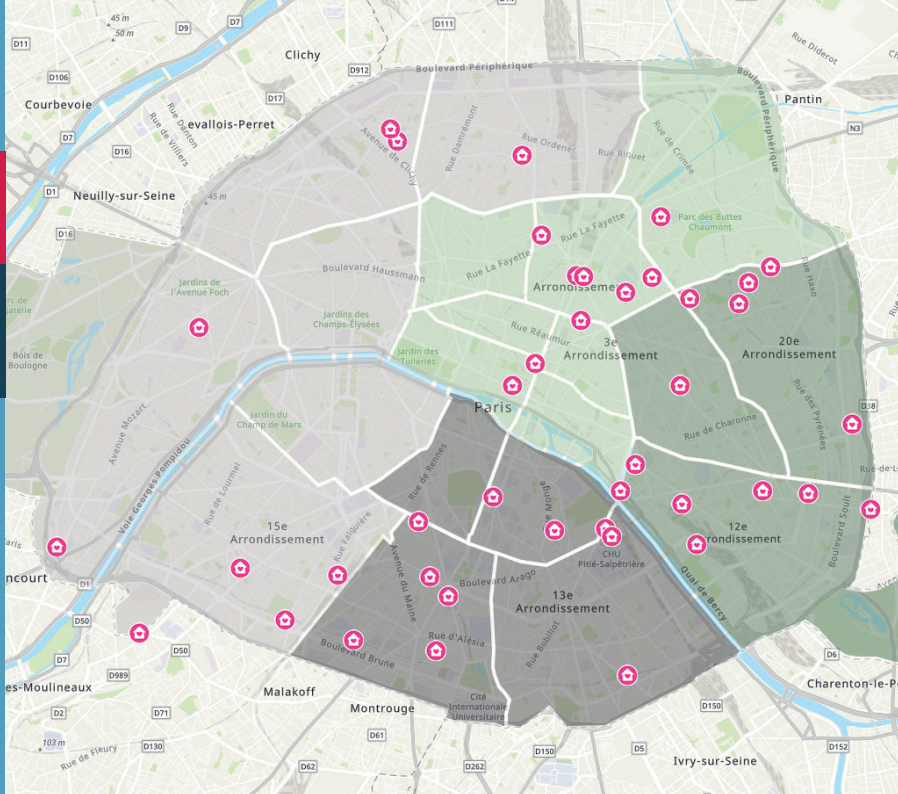 45 m
50 m
D7
D9
D14
D11
D111
Clichy
D912
Boulevard Périphérique
Rue Diderot
D106
D17
Courbevoie
Rue Danton
Rue de Villiers
evallois-Perret
Avenue de Clichy
Rue Damrémont
Rue Ordener
Rue Riquet
Rue de Crimée
Boulevard Périphérique
Pantin
N3
D7
D16
D1
Neuilly-sur-Seine
45 m
D16
Parc des Buttes
Chaumont
Rue La Fayette
Rue La Fayette
Boulevard Haussmann
Arrondisseme
Rue Haxo
Jardins de
l'Avenue Foch
Jardins des
Champs-Élysées
Rue Réaumur
3e
Arrondissement
20e
Arrondissement
Jardin des
Tuileries
arc de
gatelle
Bois de
Boulogne
Paris
Jardin du
Champ de Mars
Avenue Mozart
Rue des Pyrénées
D38
Rue de Charonne
Voie Georges-Pompidou
Rue de Lourmel
Rue de Rennes
Rue Falguière
Monge
15e
Arrondissement
12e
rrondissement
Boulevard Soult
aris
ncourt
D1
CHU
Pitié-Salpêtrière
Avenue du Maine
Boulevard Arago
13e
Arrondissement
Quai de Bercy
D50
D50
D7
D989
Rue d'Alésia
Rue Bobillot
Boulevard Brune
D6
es-Moulineaux
Malakoff
Montrouge
Cité
Internationale
Universitaire
D150
Charenton-le-P
D2
D71
103 m
Rue de Fleury
D130
D61
D62
D262
D150
D5
Ivry-sur-Seine
D152